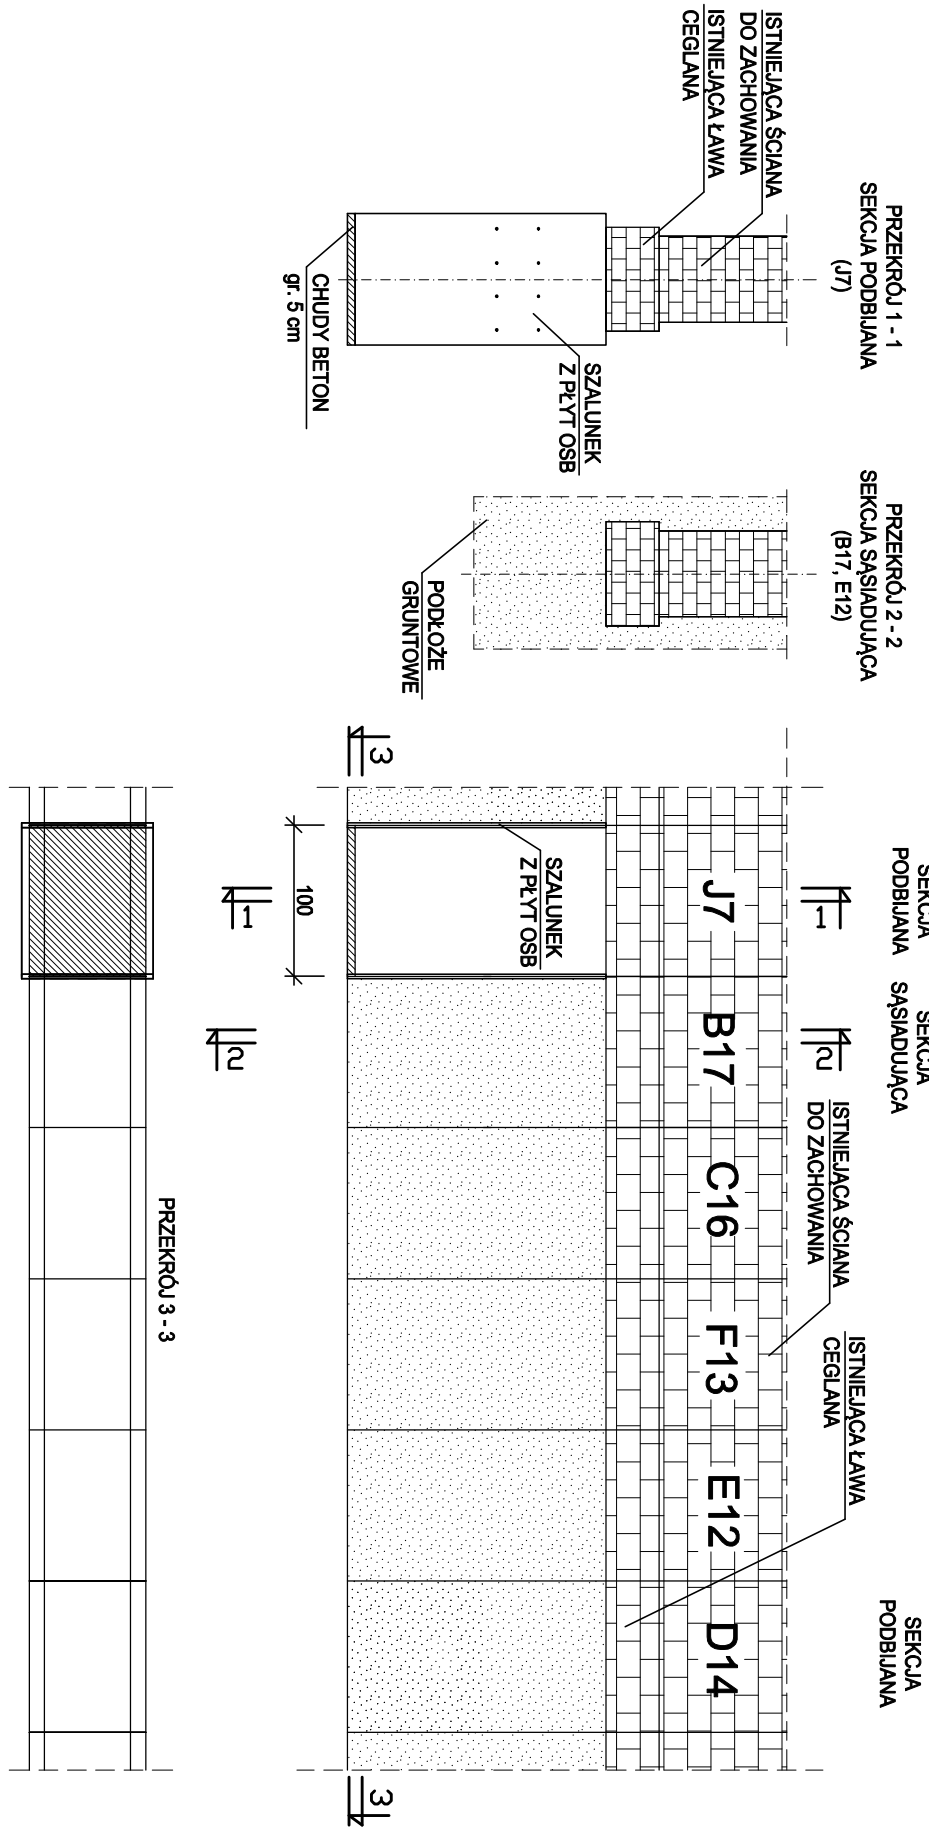 PRZEKRÓJ 1 - 1
SEKCJA PODBIJANA
(J7)
ISTNIEJĄCA ŚCIANA
DO ZACHOWANIA
ISTNIEJĄCA ŁAWA
CEGLANA
SZALUNEK
Z PŁYT OSB
CHUDY BETON
gr. 5 cm
PRZEKRÓJ 2 - 2
SEKCJA SĄSIADUJĄCA
(B17, E12)
PODŁOŻE
GRUNTOWE
SEKCJA
PODBIJANA
SEKCJA
SĄSIADUJĄCA
SEKCJA
PODBIJANA
1
2
ISTNIEJĄCA ŚCIANA
DO ZACHOWANIA
ISTNIEJĄCA ŁAWA
CEGLANA
J7
B17
C16
F13
E12
D14
SZALUNEK
Z PŁYT OSB
3
3
100
1
2
PRZEKRÓJ 3 - 3